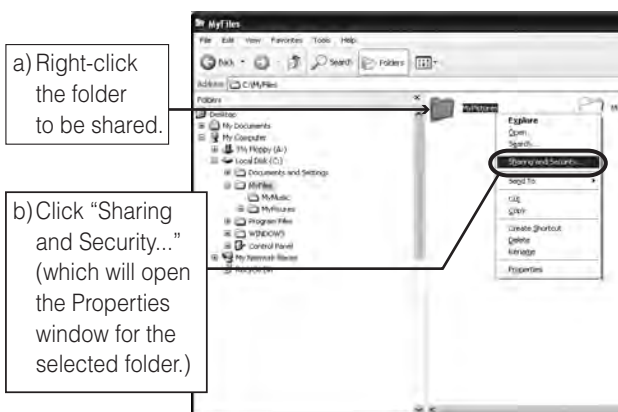 MyFiles
File Edit View Favorites Tools Help
Back Search Folders
Address C:\MyFiles
a) Right-click
the folder
to be shared.
Folders
Desktop
My Documents
My Computer
My Floppy (A:)
Local Disk (C:)
Documents and Settings
MyFiles
MyMusic
MyPictures
Program Files
WINDOWS
Control Panel
My Network Places
Recycle Bin
MyPictures
Explore
Open
Search...
Sharing and Security...
Send To
Cut
Copy
Create Shortcut
Delete
Rename
Properties
b) Click “Sharing
and Security...”
(which will open
the Properties
window for the
selected folder.)